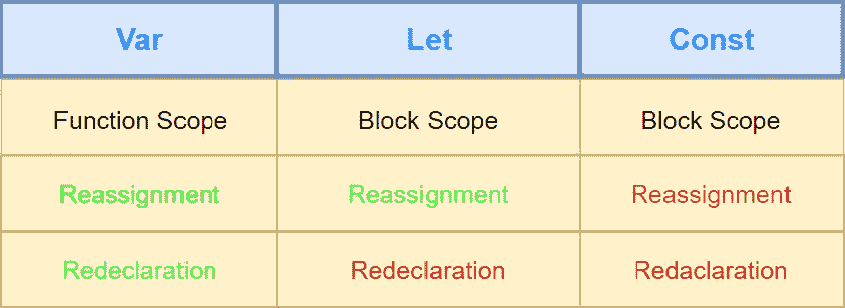 Var Let Const
Function Scope Block Scope Block Scope
Reassignment Reassignment Reassignment
Redeclaration Redeclaration Redaclaration